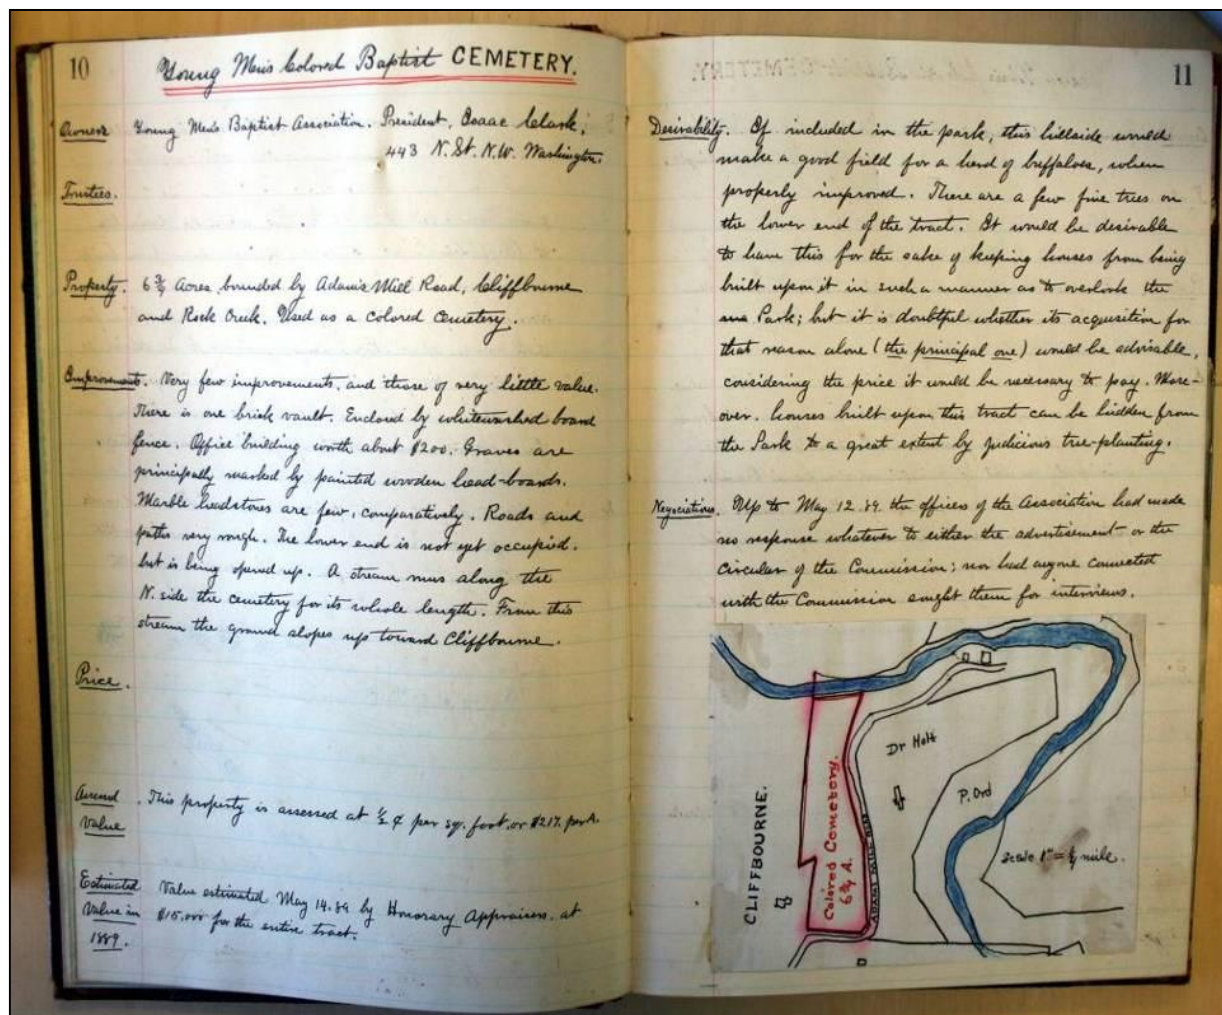 10
Young Men's Colored Baptist CEMETERY.
Owners Young Men's Baptist Association. President, Isaac Clark,
443 N. St. N.W. Washington.
Trustees.
Property. 6 3/4 Acres, bounded by Adams Mill Road, Cliffbourne
and Rock Creek. Used as a colored cemetery.
Improvements. Very few improvements, and those of very little value.
There is one brick vault. Enclosed by whitewashed board
fence. Office building worth about $200. Graves are
principally marked by painted wooden head-boards.
Marble headstones are few, comparatively. Roads and
paths very rough. The lower end is not yet occupied.
but is being opened up. A stream runs along the
N. side the cemetery for its whole length. From this
stream the ground slopes up toward Cliffbourne.
Price.
Assessed
Value
. This property is assessed at 1/2 ¢ per sq. foot, or $217. per A.
Estimated
Value in
1889.
Value estimated May 14. 89 by Honorary Appraisers, at
$15.000 for the entire tract.
11
Desirability. If included in the park, this hillside would
make a good field for a herd of buffaloes, when
properly improved. There are a few fine trees on
the lower end of the tract. It would be desirable
to have this for the sake of keeping houses from being
built upon it in such a manner as to overlook the
Park; but it is doubtful whether its acquisition for
that reason alone (the principal one) would be advisable,
considering the price it would be necessary to pay. More-
over, houses built upon this tract can be hidden from
the Park to a great extent by judicious tree-planting.
Negociations. Up to May 12. 89. the officers of the Association had made
no response whatever to either the advertisement or the
circular of the Commission; nor had anyone connected
with the Commission sought them for interviews.
Dr Holt
P. Ord
CLIFFBOURNE.
Colored Cemetery.
6 3/4 A.
ADAMS MILL RD
Scale 1" = 1/8 mile.